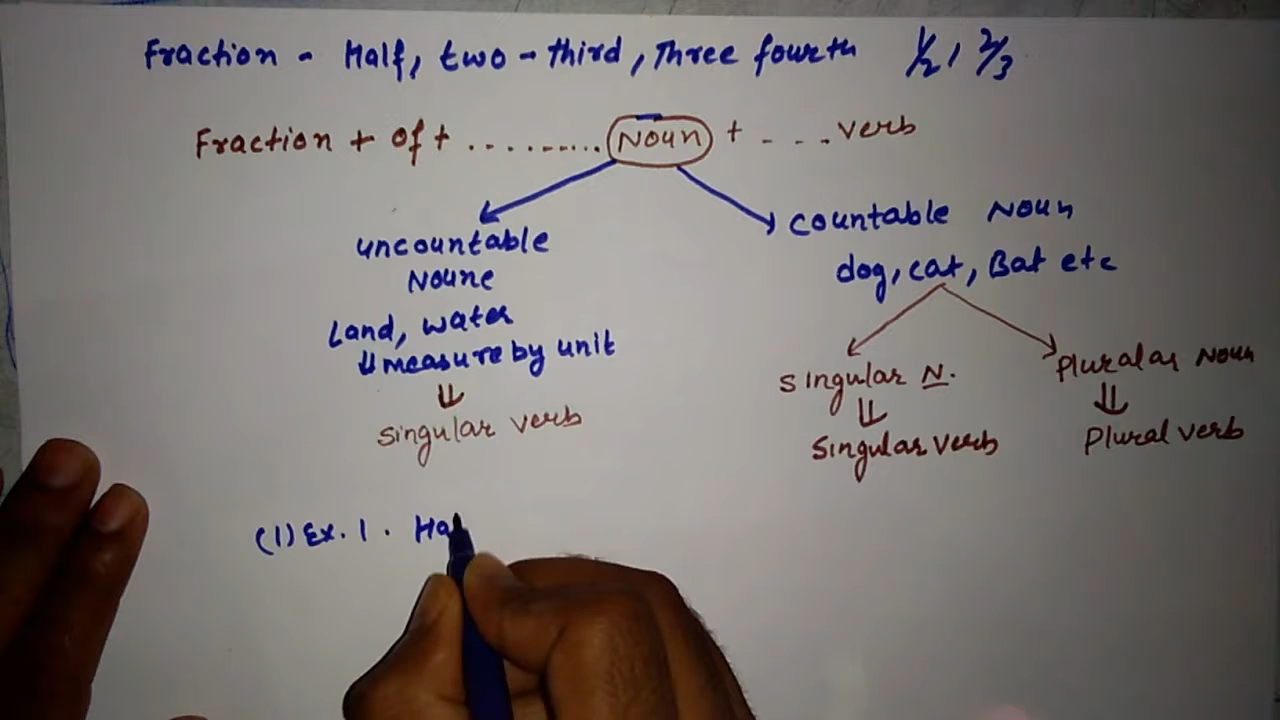 Fraction - Half, two-third, Three fourth 1/2, 2/3
Fraction + of + .......... Noun + - - - verb
uncountable
Noune
Land, water
⇓ measure by unit
⇓
singular verb
countable Noun
dog, cat, Bat etc
singular N.
⇓
Singular verb
Pluralar Noun
⇓
Plural verb
(1) Ex. 1. Ha